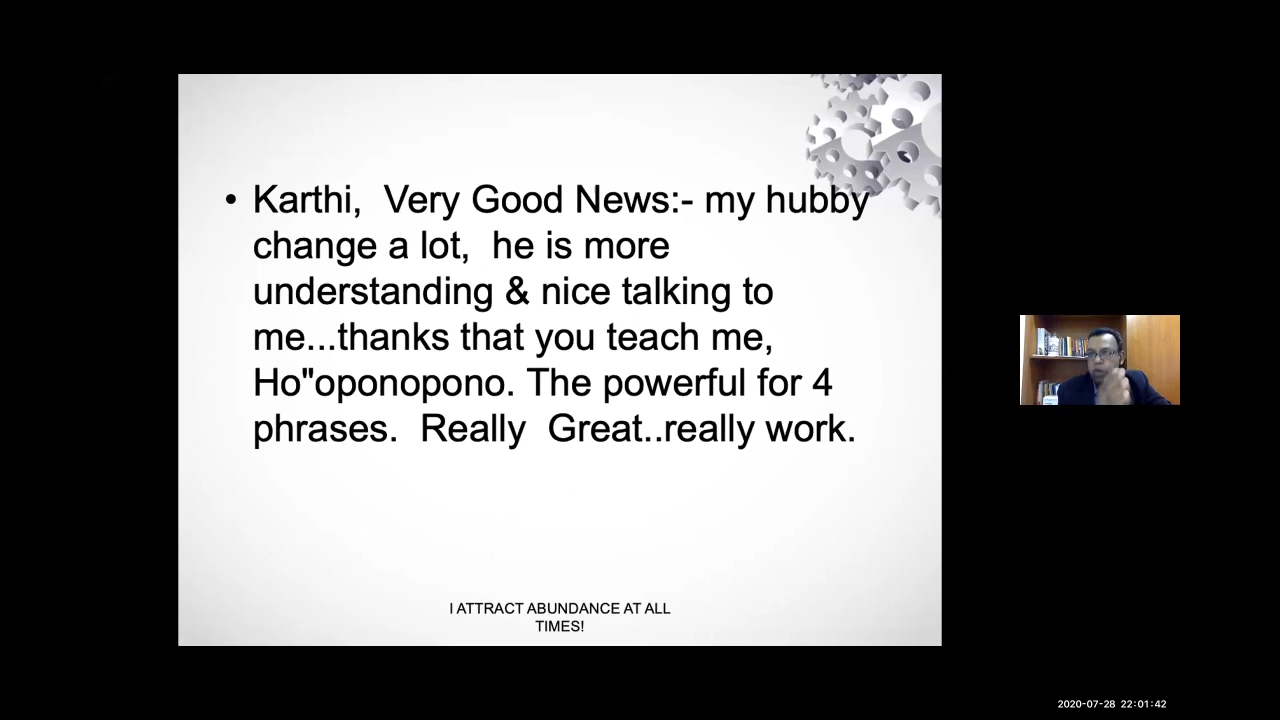 • Karthi,  Very Good News:- my hubby
change a lot,  he is more
understanding & nice talking to
me...thanks that you teach me,
Ho"oponopono. The powerful for 4
phrases.  Really  Great..really work.
I ATTRACT ABUNDANCE AT ALL
TIMES!
2020-07-28 22:01:42